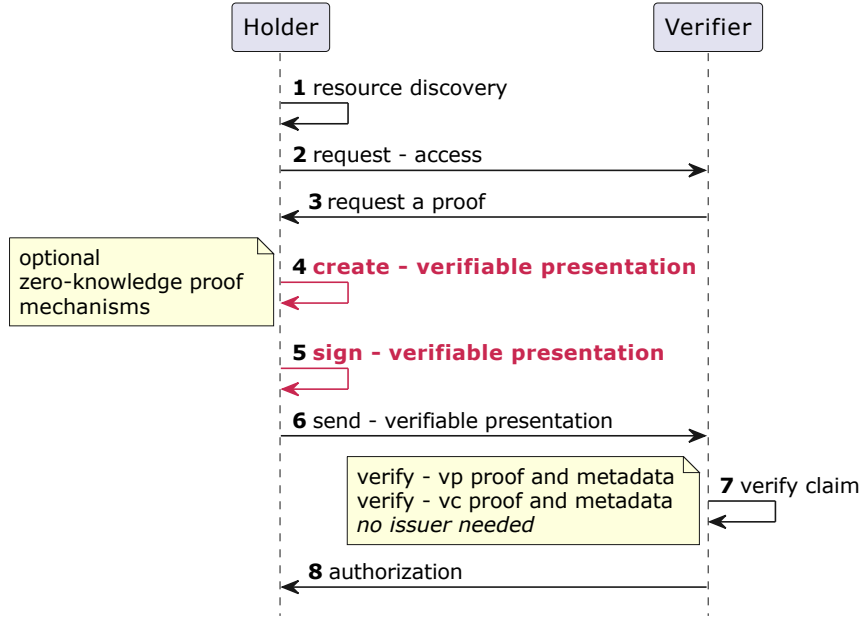 Holder
Verifier
1 resource discovery
2 request - access
3 request a proof
optional
zero-knowledge proof
mechanisms
4 create - verifiable presentation
5 sign - verifiable presentation
6 send - verifiable presentation
verify - vp proof and metadata
verify - vc proof and metadata
no issuer needed
7 verify claim
8 authorization